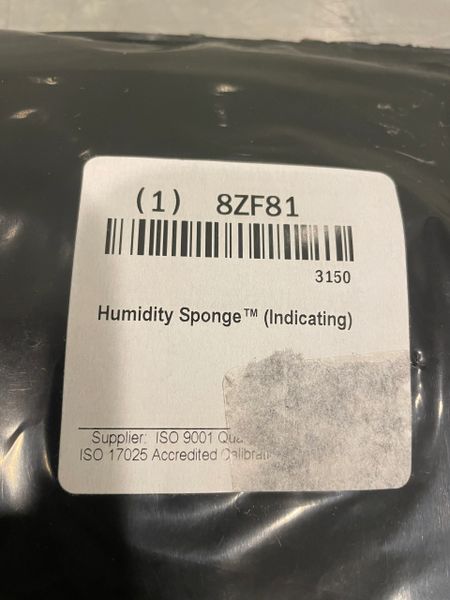 (1) 8ZF81
3150
Humidity Sponge™ (Indicating)
Supplier: ISO 9001
ISO 17025 Accredited